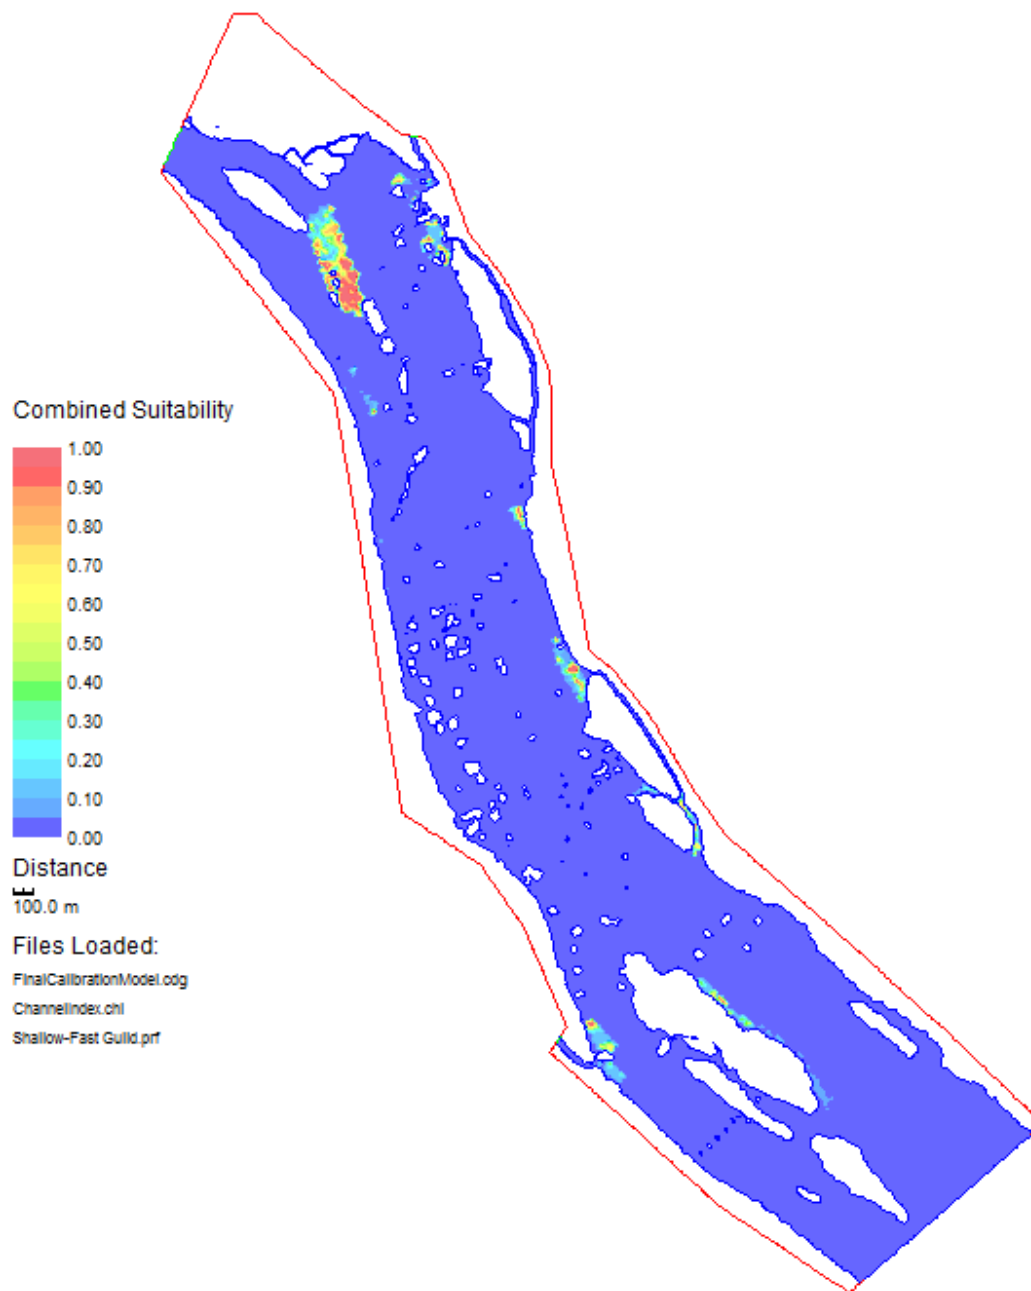 Combined Suitability
1.00
0.90
0.80
0.70
0.60
0.50
0.40
0.30
0.20
0.10
0.00
Distance
100.0 m
Files Loaded:
FinalCalibrationModel.cdg
ChannelIndex.chi
Shallow-Fast Guild.prf